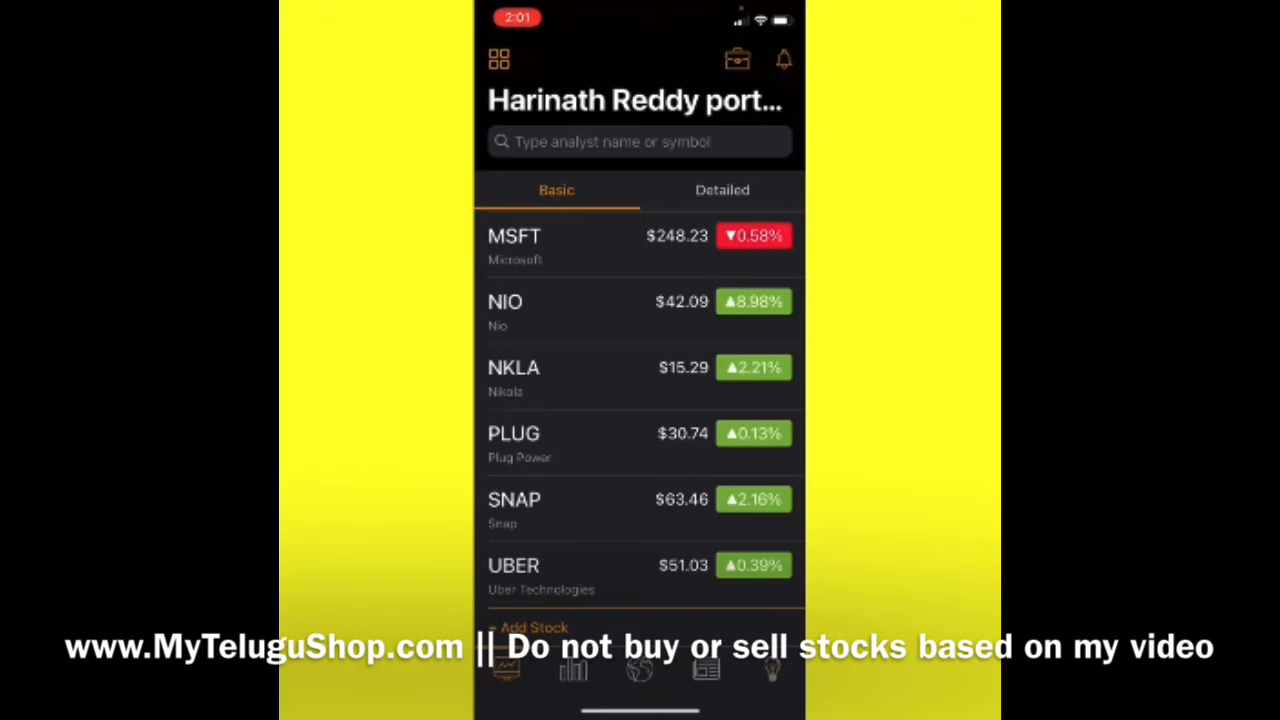 2:01
Harinath Reddy port...
Type analyst name or symbol
Basic Detailed
MSFT $248.23 ▼0.58%
Microsoft
NIO $42.09 ▲8.98%
Nio
NKLA $15.29 ▲2.21%
Nikola
PLUG $30.74 ▲0.13%
Plug Power
SNAP $63.46 ▲2.16%
Snap
UBER $51.03 ▲0.39%
Uber Technologies
+ Add Stock
www.MyTeluguShop.com || Do not buy or sell stocks based on my video